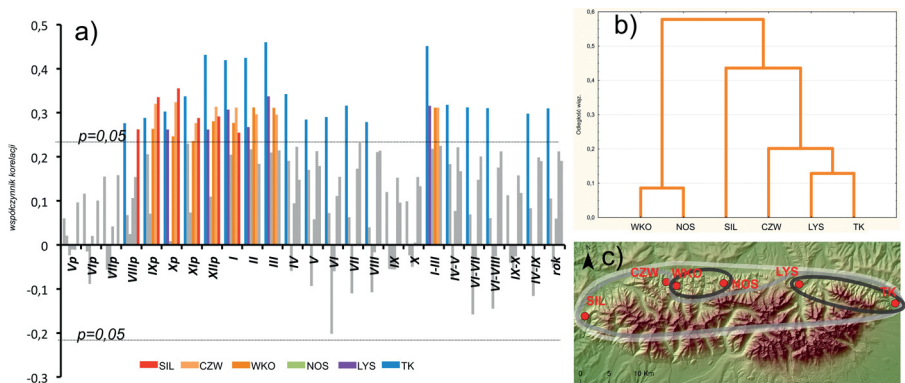 a)
współczynnik korelacji
0,5
0,4
0,3
0,2
0,1
0
-0,1
-0,2
-0,3
p=0,05
p=0,05
Vp VIp VIIp VIIIp IXp Xp XIp XIIp I II III IV V VI VII VIII IX X I-III IV-V VI-VII VI-VIII IX-X IV-IX rok
SIL CZW WKO NOS LYS TK
b)
Odległość wiąz.
0,6
0,5
0,4
0,3
0,2
0,1
0,0
WKO NOS SIL CZW LYS TK
c)
N
CZW WKO NOS LYS
SIL TK
0 5 10 Km